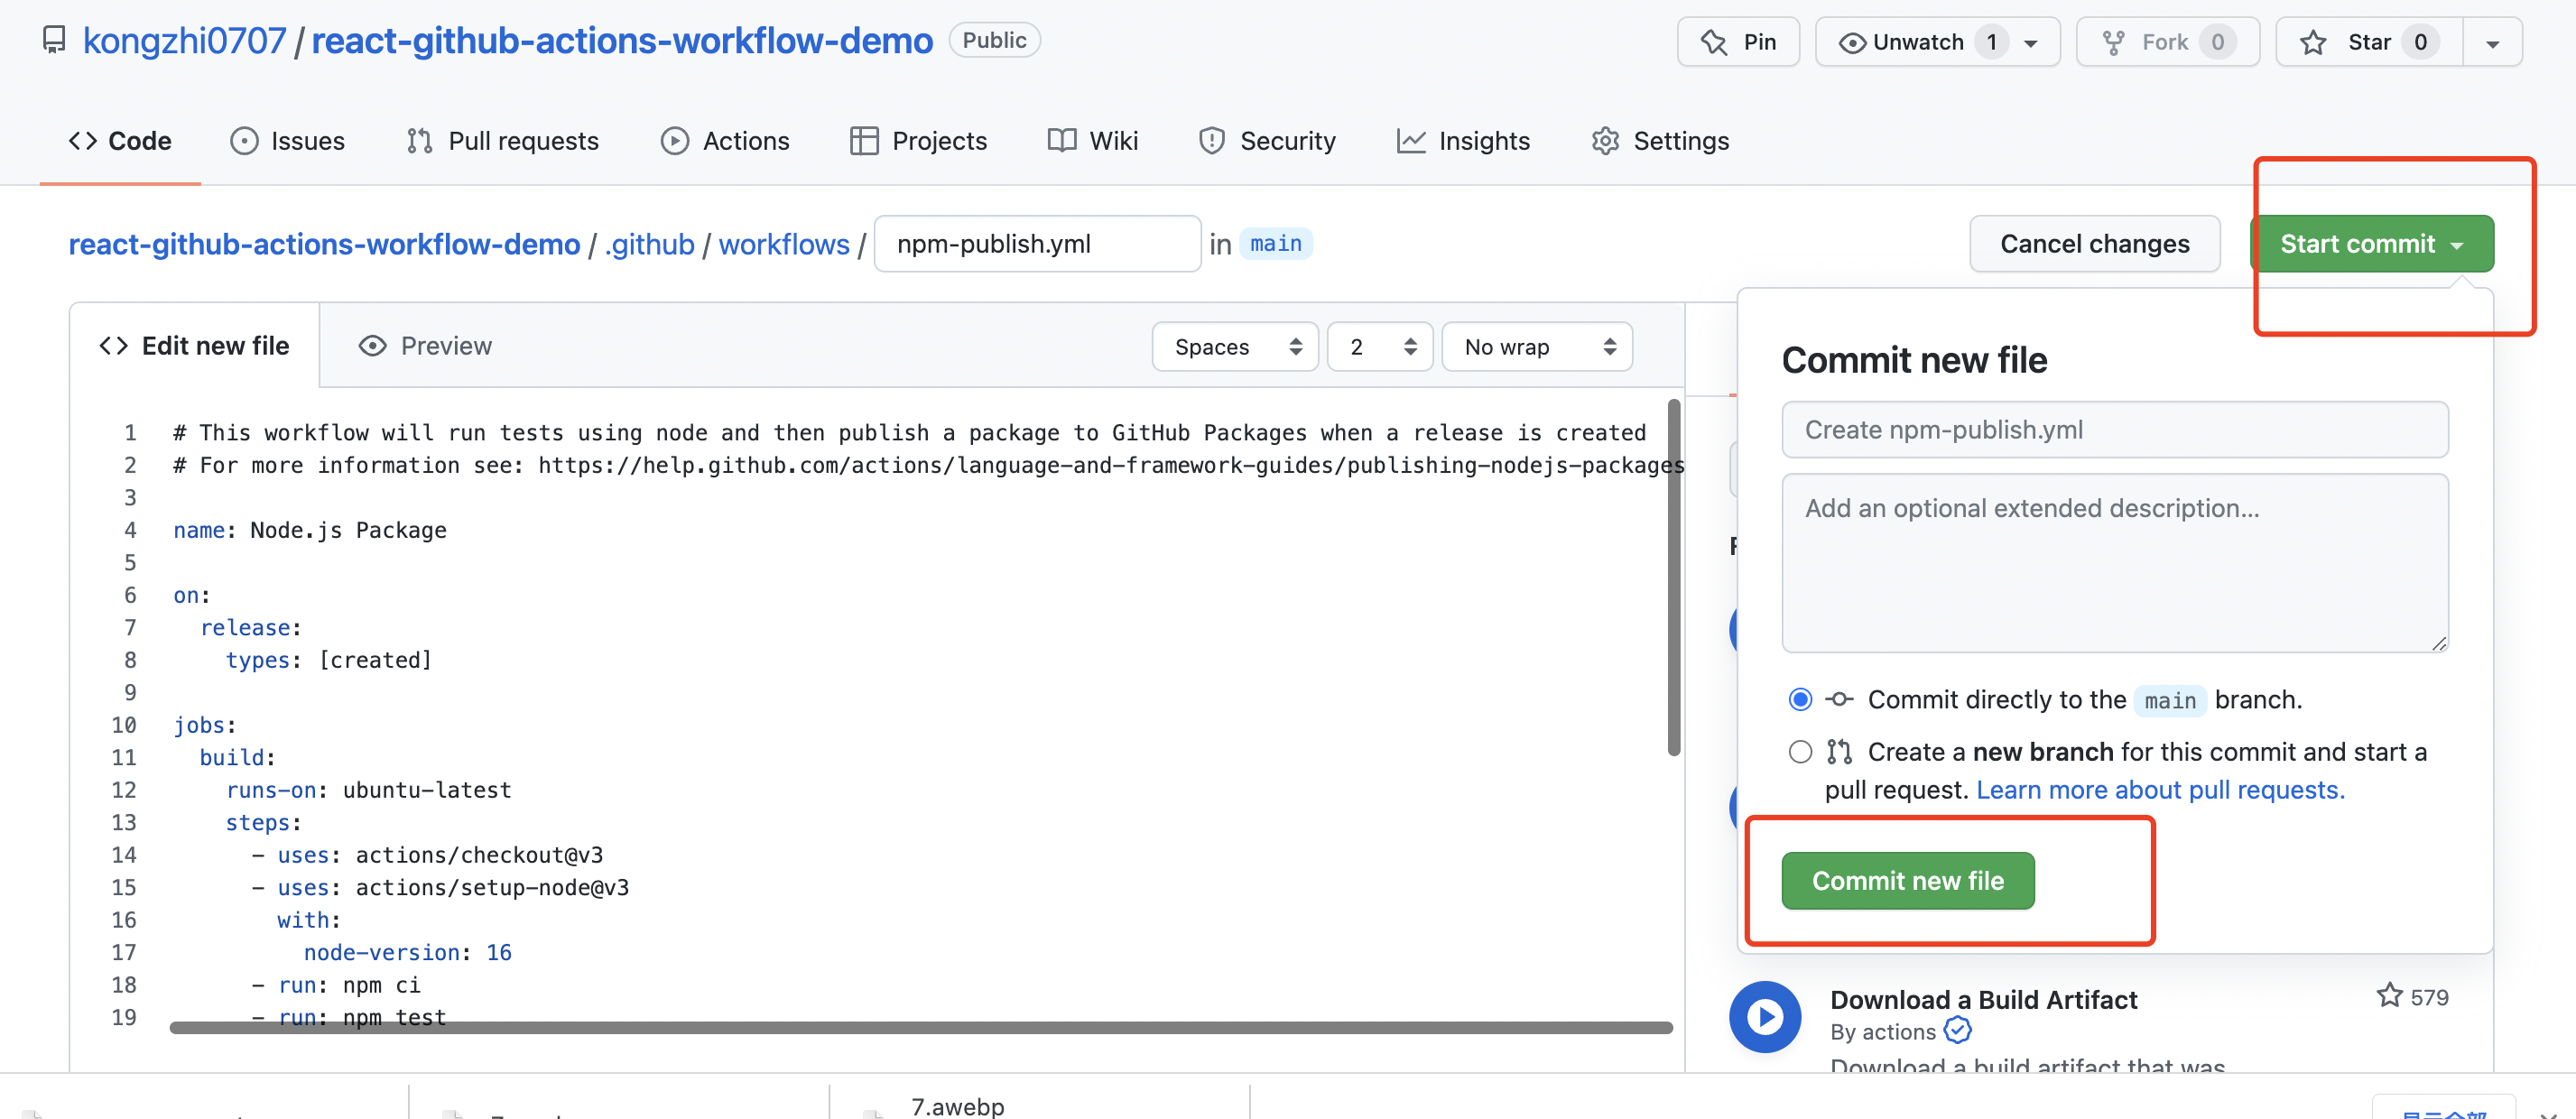 kongzhi0707 / react-github-actions-workflow-demo Public
Pin
Unwatch 1
Fork 0
Star 0
Code
Issues
Pull requests
Actions
Projects
Wiki
Security
Insights
Settings
react-github-actions-workflow-demo / .github / workflows / npm-publish.yml in main
Cancel changes
Start commit
Edit new file
Preview
Spaces
2
No wrap
1 # This workflow will run tests using node and then publish a package to GitHub Packages when a release is created
2 # For more information see: https://help.github.com/actions/language-and-framework-guides/publishing-nodejs-packages
3
4 name: Node.js Package
5
6 on:
7 release:
8 types: [created]
9
10 jobs:
11 build:
12 runs-on: ubuntu-latest
13 steps:
14 - uses: actions/checkout@v3
15 - uses: actions/setup-node@v3
16 with:
17 node-version: 16
18 - run: npm ci
19 - run: npm test
Commit new file
Create npm-publish.yml
Add an optional extended description...
Commit directly to the main branch.
Create a new branch for this commit and start a
pull request. Learn more about pull requests.
Commit new file
Download a Build Artifact
579
By actions
Download a build artifact that was
7.awebp